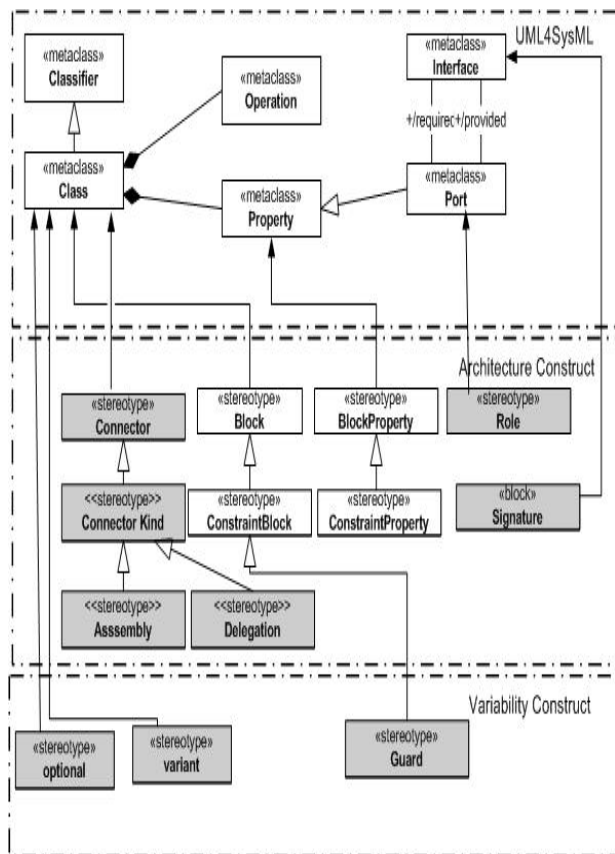 UML4SysML
«metaclass»
Classifier
«metaclass»
Operation
«metaclass»
Interface
+/required
+/provided
«metaclass»
Class
«metaclass»
Property
«metaclass»
Port
Architecture Construct
«stereotype»
Connector
«stereotype»
Block
«stereotype»
BlockProperty
«stereotype»
Role
<<stereotype>>
Connector Kind
«stereotype»
ConstraintBlock
«stereotype»
ConstraintProperty
«block»
Signature
<<stereotype>>
Asssembly
<<stereotype>>
Delegation
Variability Construct
«stereotype»
optional
«stereotype»
variant
«stereotype»
Guard